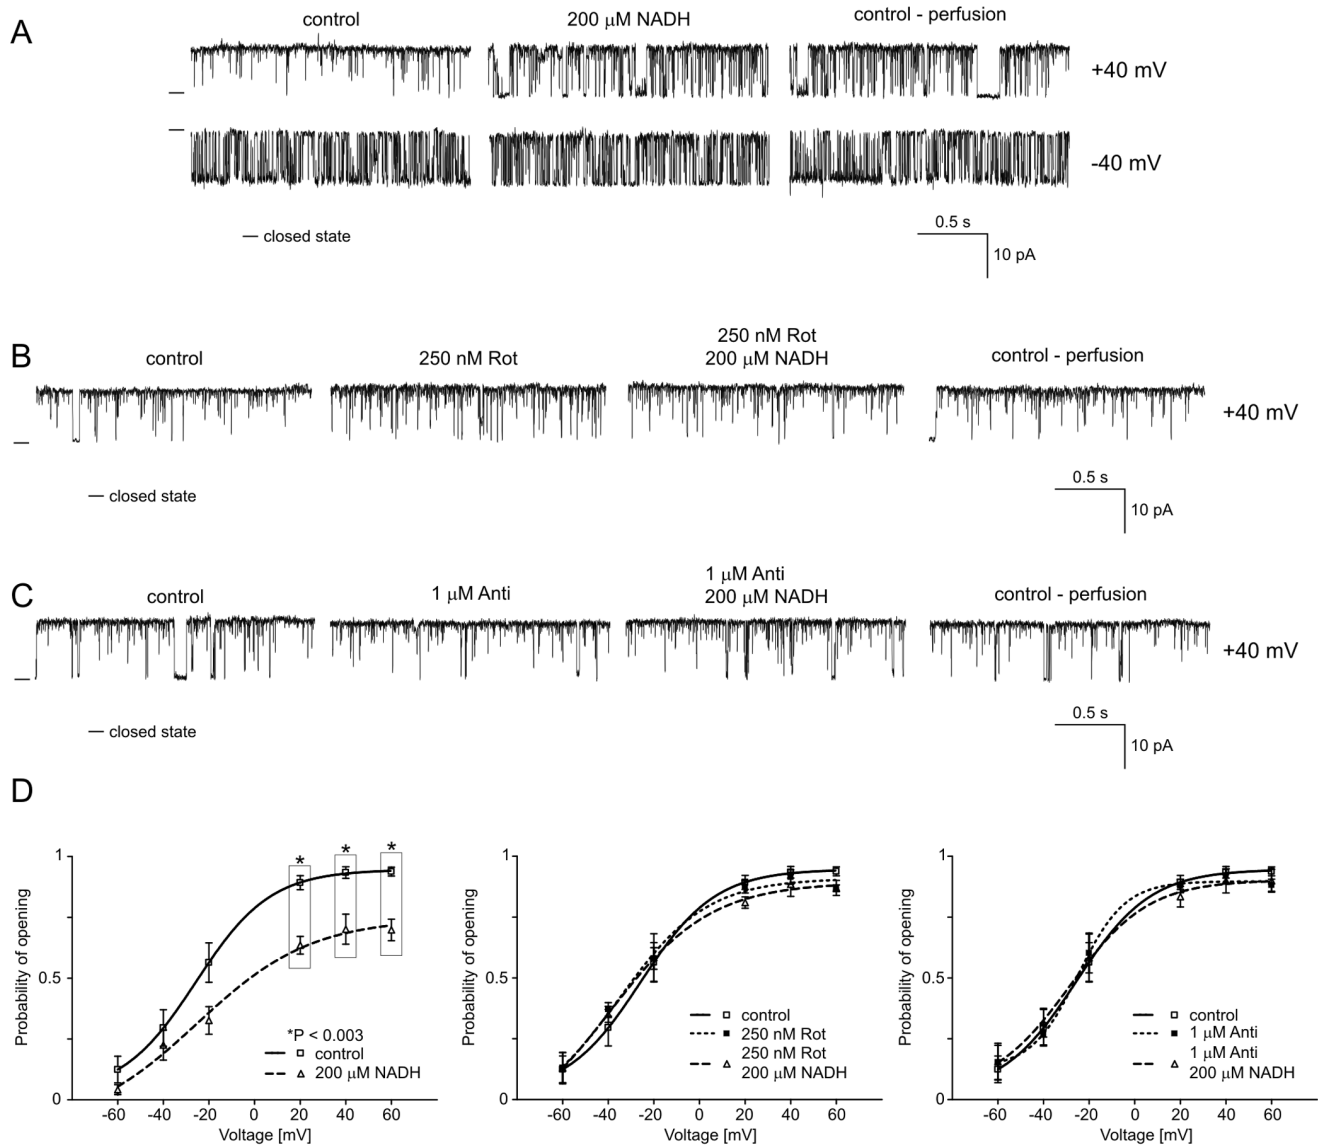 A
control
200 μM NADH
control - perfusion
+40 mV
-40 mV
— closed state
0.5 s
10 pA
B
control
250 nM Rot
250 nM Rot
200 μM NADH
control - perfusion
+40 mV
— closed state
0.5 s
10 pA
C
control
1 μM Anti
1 μM Anti
200 μM NADH
control - perfusion
+40 mV
— closed state
0.5 s
10 pA
D
Probability of opening
1
0.5
0
* * *
*P < 0.003
control
200 μM NADH
-60 -40 -20 0 20 40 60
Voltage [mV]
Probability of opening
1
0.5
0
control
250 nM Rot
250 nM Rot
200 μM NADH
-60 -40 -20 0 20 40 60
Voltage [mV]
Probability of opening
1
0.5
0
control
1 μM Anti
1 μM Anti
200 μM NADH
-60 -40 -20 0 20 40 60
Voltage [mV]